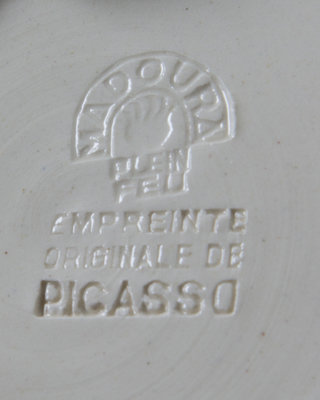 MADOURA
PLEIN
FEU
EMPREINTE
ORIGINALE DE
PICASSO